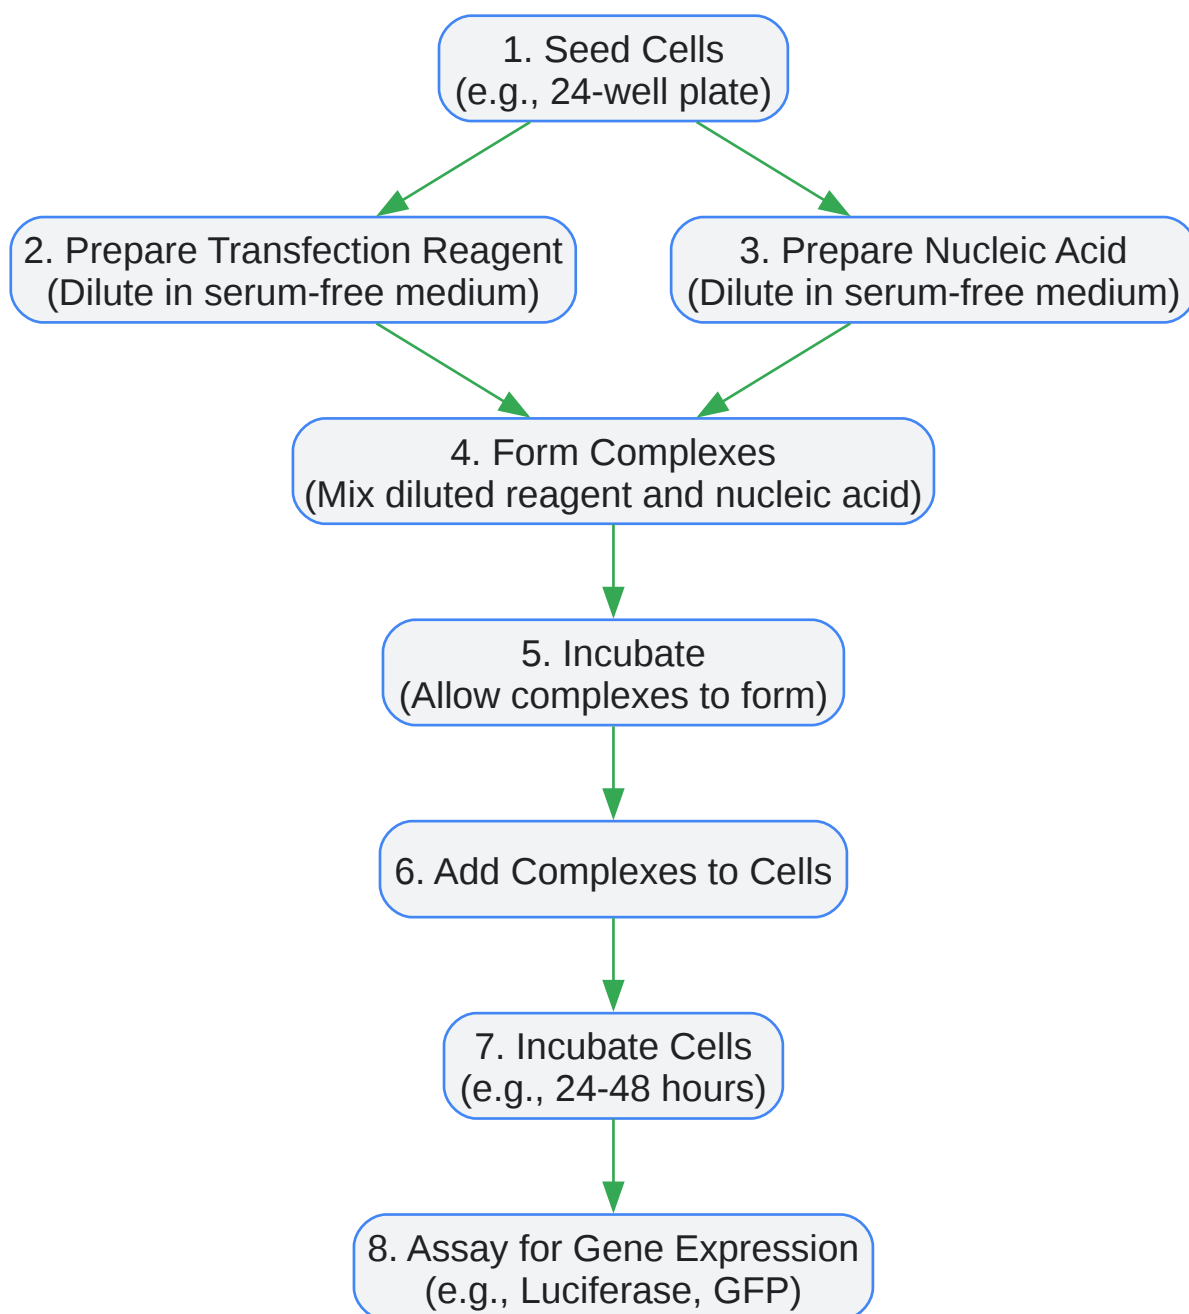 1. Seed Cells
(e.g., 24-well plate)
2. Prepare Transfection Reagent
(Dilute in serum-free medium)
3. Prepare Nucleic Acid
(Dilute in serum-free medium)
4. Form Complexes
(Mix diluted reagent and nucleic acid)
5. Incubate
(Allow complexes to form)
6. Add Complexes to Cells
7. Incubate Cells
(e.g., 24-48 hours)
8. Assay for Gene Expression
(e.g., Luciferase, GFP)